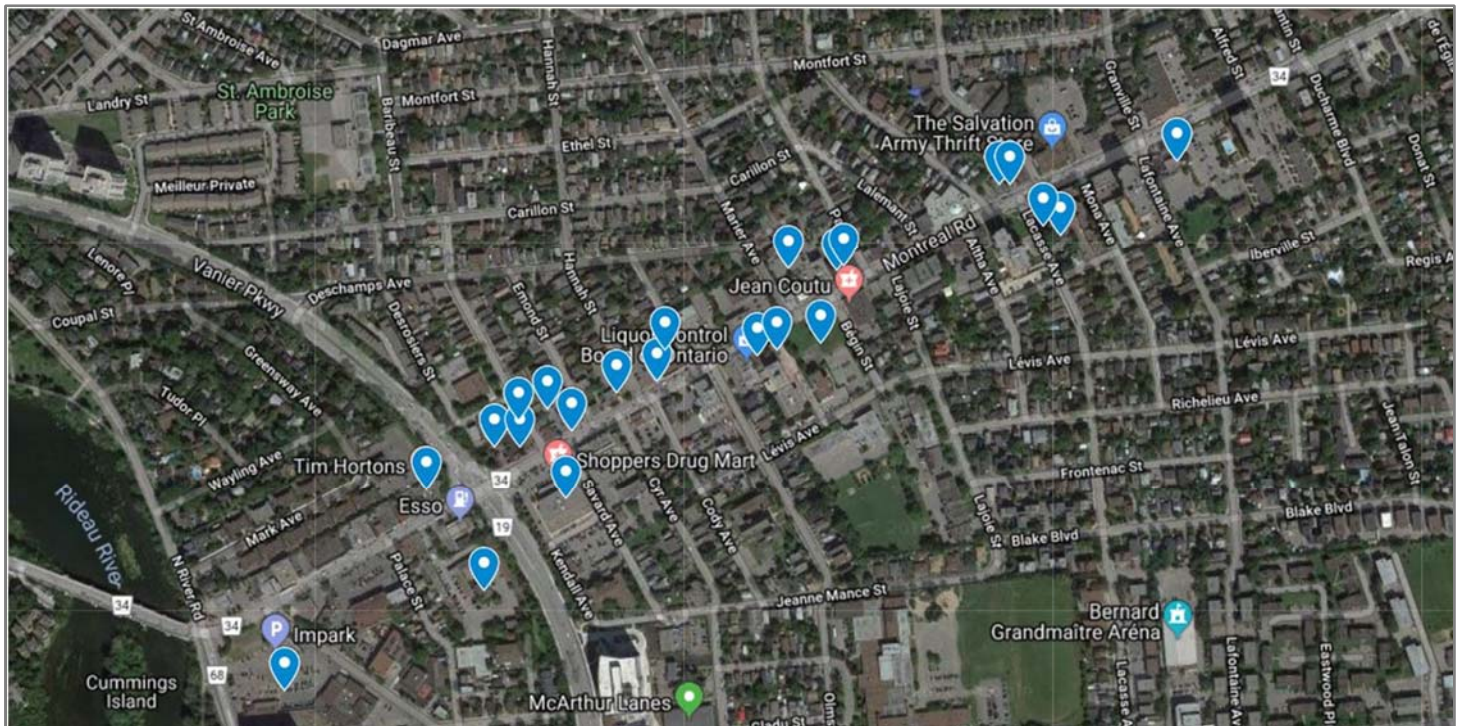 St Ambroise Ave
Dagmar Ave
Hannah St
Montfort St
Granville St
Alfred St
34
Ducharme Blvd
Donat St
Landry St
St. Ambroise
Park
Montfort St
Baribeau St
Ethel St
The Salvation
Army Thrift Store
Carillon St
Meilleur Private
Lalemant St
Lafontaine Ave
Mona Ave
Carillon St
Marier Ave
Montreal Rd
Altha Ave
Lacasse Ave
Iberville St
Lenore Pl
Vanier Pkwy
Hannah St
Deschamps Ave
Jean Coutu
Lajoie St
Coupal St
Desrosiers St
Emond St
Liquor Control
Board of Ontario
Bégin St
Lévis Ave
Lévis Ave
Greensway Ave
Tudor Pl
Richelieu Ave
Jean Talon St
Lévis Ave
Wayling Ave
Tim Hortons
Shoppers Drug Mart
Frontenac St
34
Esso
Savard Ave
Cyr Ave
Cody Ave
Lajoie St
Blake Blvd
Blake Blvd
Rideau River
Mark Ave
19
N River Rd
Palace St
Kendall Ave
Jeanne Mance St
34
34
Impark
Bernard
Grandmaître Aréna
68
Cummings
Island
McArthur Lanes
Lafontaine Ave
Eastwood Pl
Gladu St